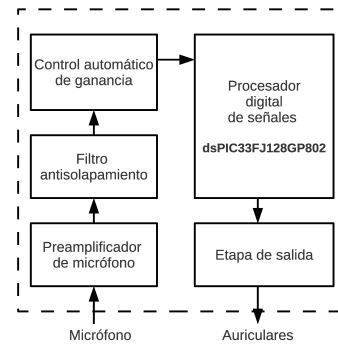 Control automático
de ganancia
Procesador
digital
de señales
dsPIC33FJ128GP802
Filtro
antisolapamiento
Preamplificador
de micrófono
Etapa de salida
Micrófono
Auriculares